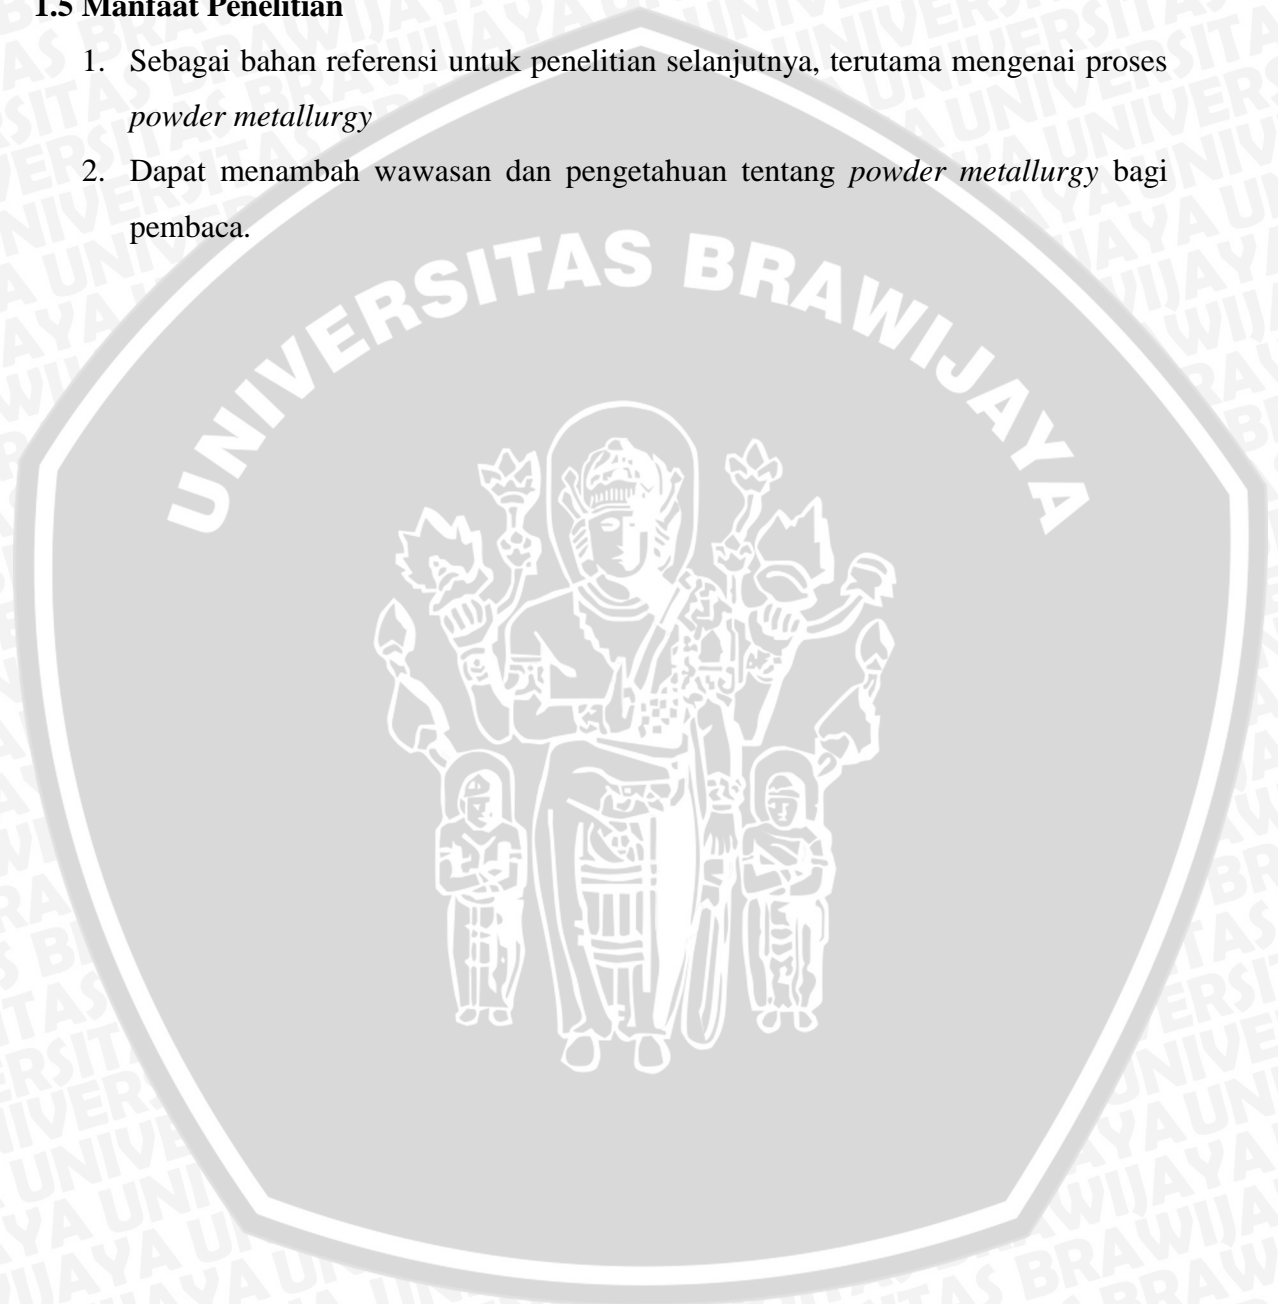 1.5 Manfaat Penelitian
1. Sebagai bahan referensi untuk penelitian selanjutnya, terutama mengenai proses
powder metallurgy
2. Dapat menambah wawasan dan pengetahuan tentang powder metallurgy bagi
pembaca.
UNIVERSITAS BRAWIJAYA